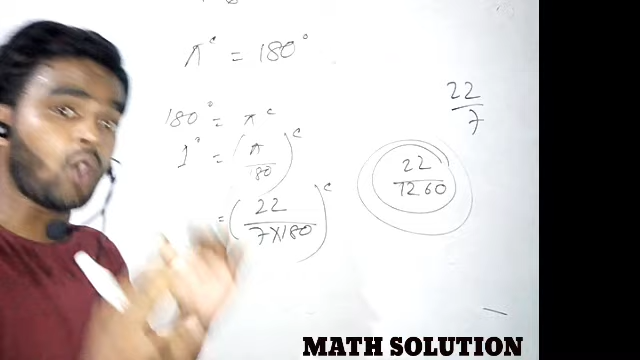 π^c = 180°
180° = π^c
1° = (π/180)^c
= (22/7×180)^c
22/7
22/1260
MATH SOLUTION